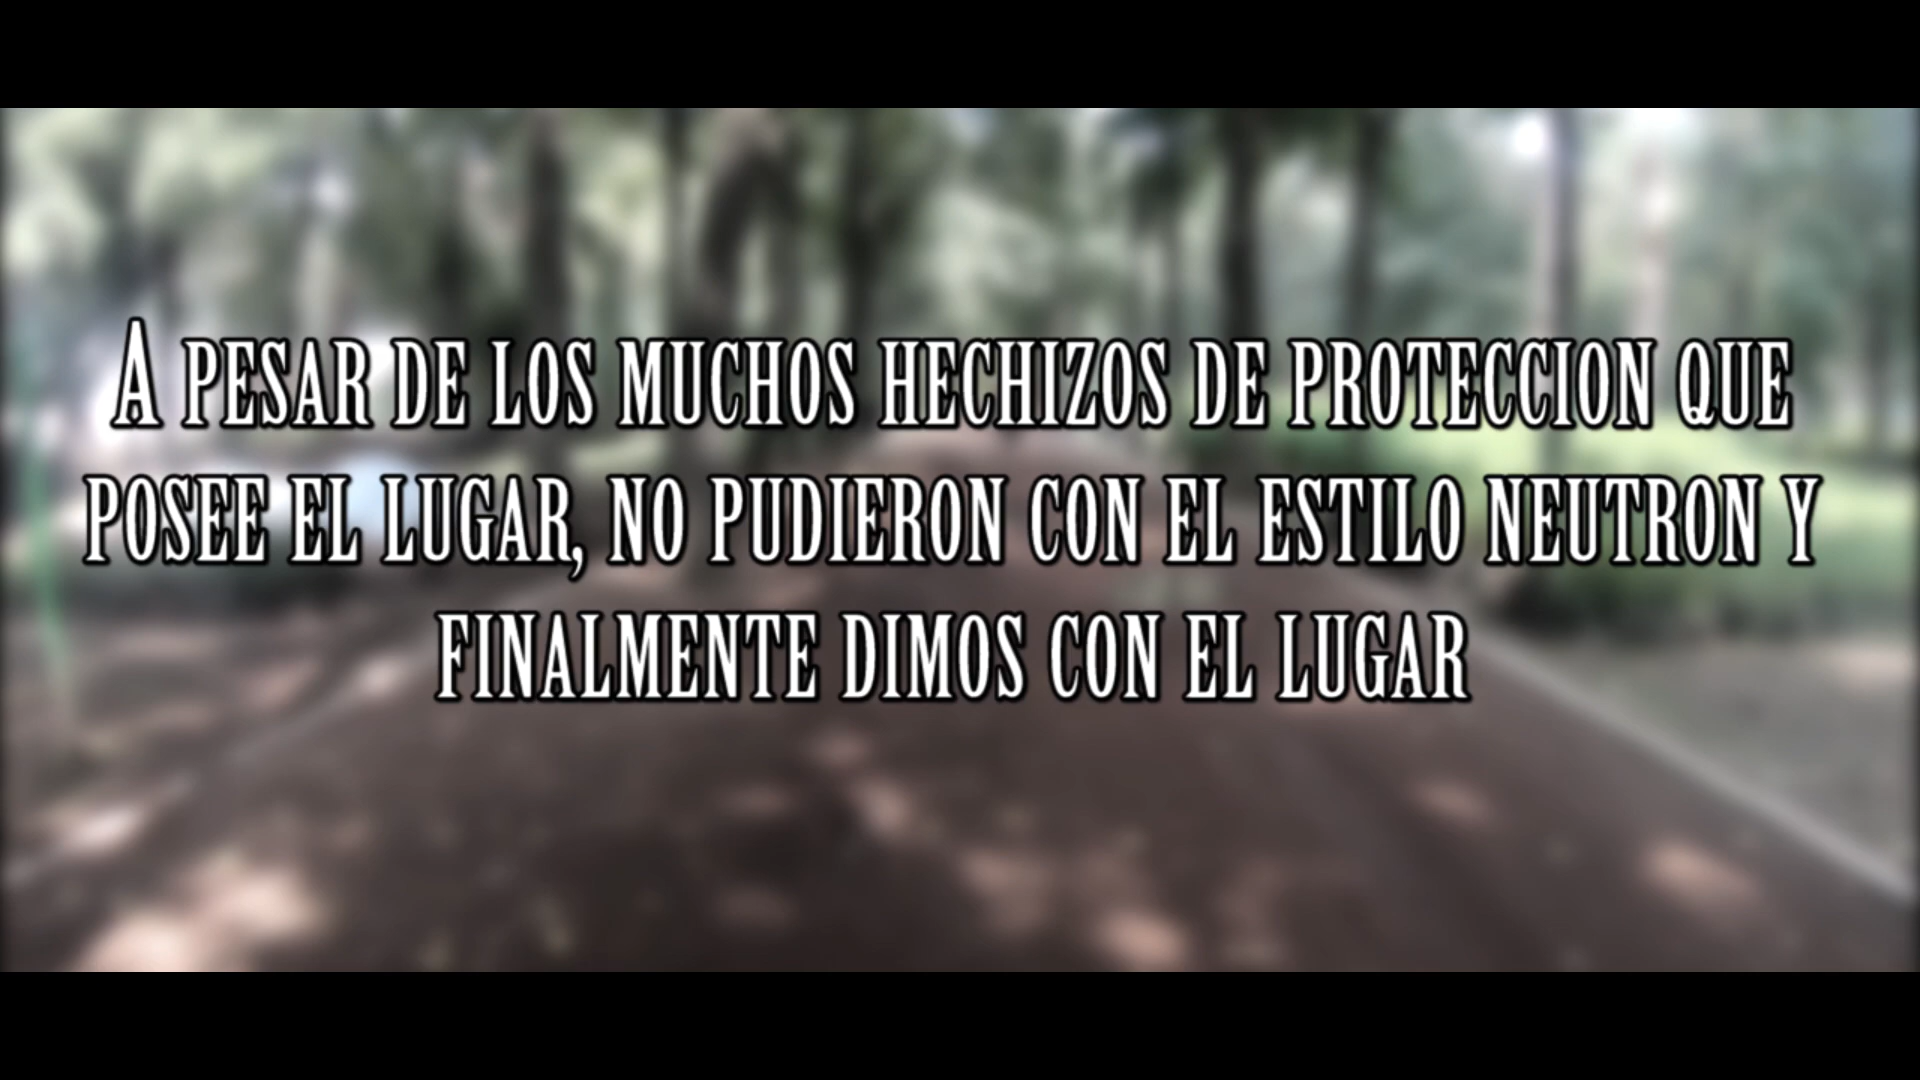 A PESAR DE LOS MUCHOS HECHIZOS DE PROTECCION QUE
POSEE EL LUGAR, NO PUDIERON CON EL ESTILO NEUTRON Y
FINALMENTE DIMOS CON EL LUGAR